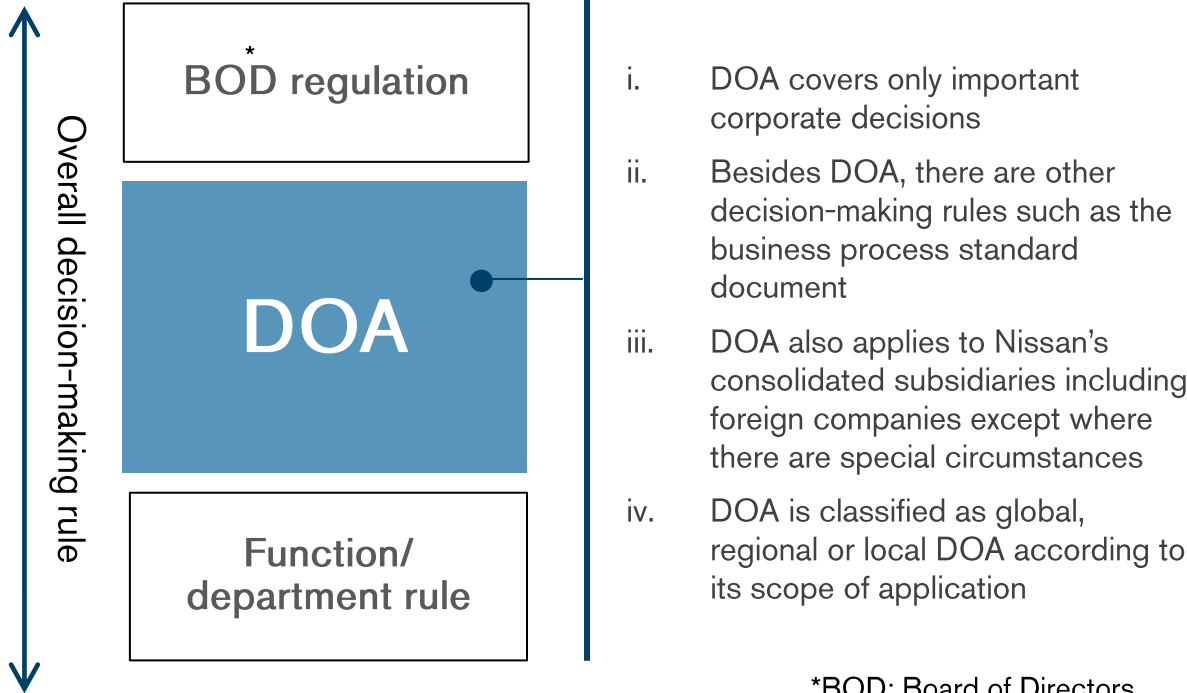 Overall decision-making rule
*
BOD regulation
DOA
Function/
department rule
i. DOA covers only important
corporate decisions
ii. Besides DOA, there are other
decision-making rules such as the
business process standard
document
iii. DOA also applies to Nissan’s
consolidated subsidiaries including
foreign companies except where
there are special circumstances
iv. DOA is classified as global,
regional or local DOA according to
its scope of application
*BOD: Board of Directors